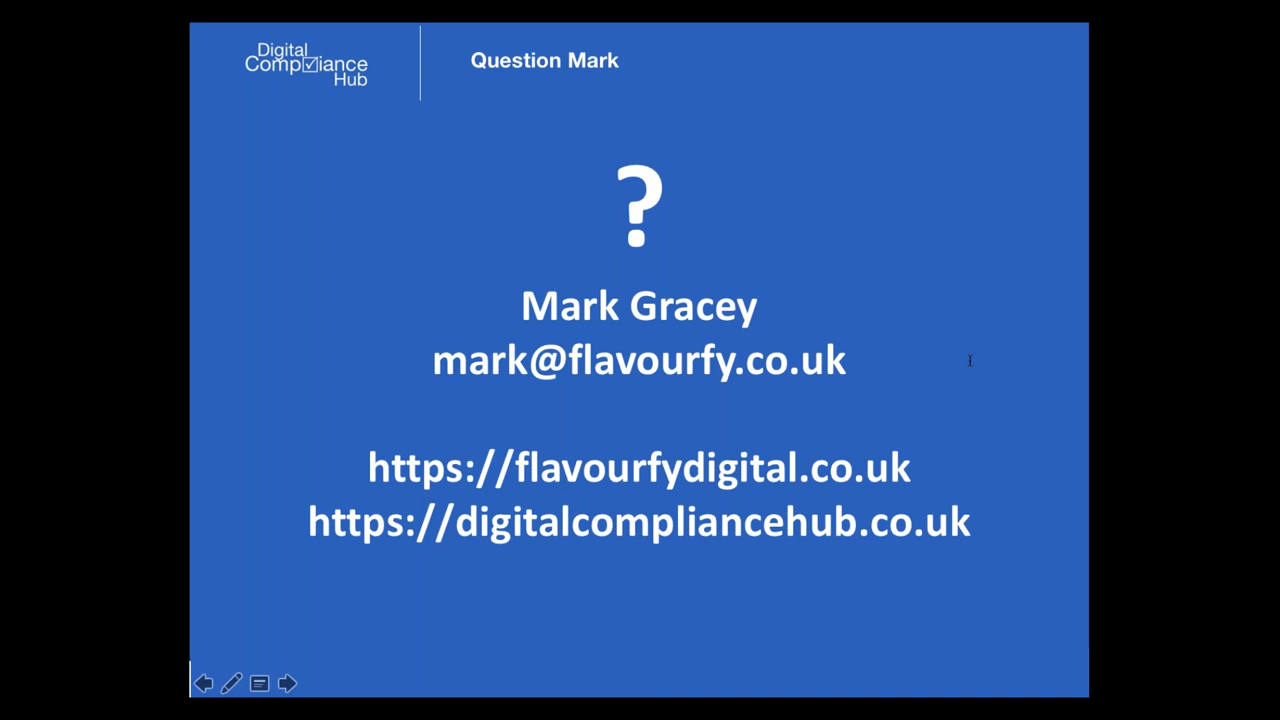 Digital
Compliance
Hub
Question Mark
?
Mark Gracey
mark@flavourfy.co.uk
https://flavourfydigital.co.uk
https://digitalcompliancehub.co.uk